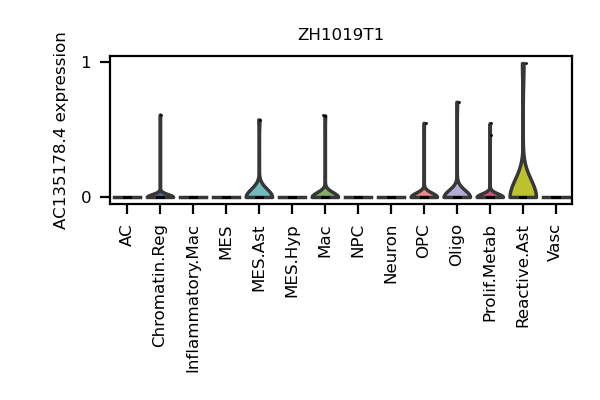 ZH1019T1
AC135178.4 expression
1
0
AC
Chromatin.Reg
Inflammatory.Mac
MES
MES.Ast
MES.Hyp
Mac
NPC
Neuron
OPC
Oligo
Prolif.Metab
Reactive.Ast
Vasc